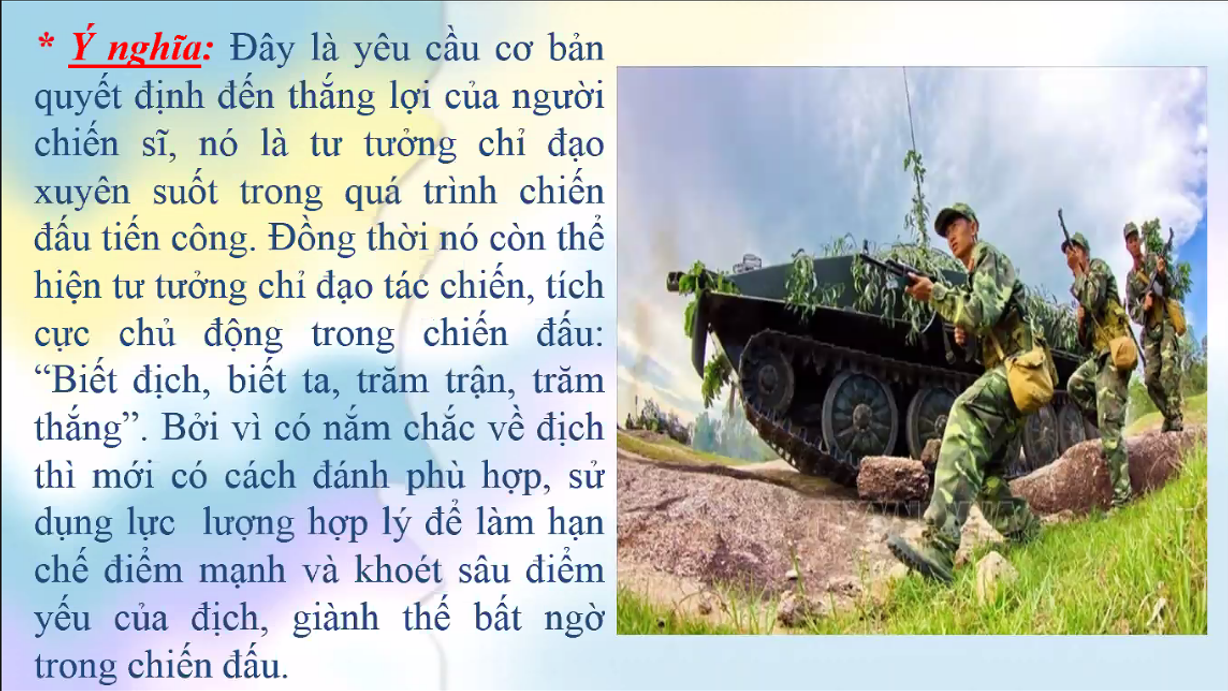 * Ý nghĩa: Đây là yêu cầu cơ bản
quyết định đến thắng lợi của người
chiến sĩ, nó là tư tưởng chỉ đạo
xuyên suốt trong quá trình chiến
đấu tiến công. Đồng thời nó còn thể
hiện tư tưởng chỉ đạo tác chiến, tích
cực chủ động trong chiến đấu:
“Biết địch, biết ta, trăm trận, trăm
thắng”. Bởi vì có nắm chắc về địch
thì mới có cách đánh phù hợp, sử
dụng lực lượng hợp lý để làm hạn
chế điểm mạnh và khoét sâu điểm
yếu của địch, giành thế bất ngờ
trong chiến đấu.